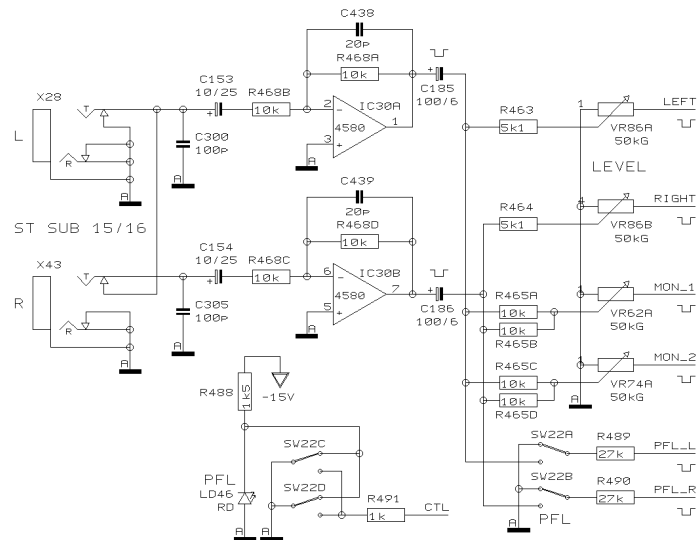 C438
20p
R468A
10k
C153
10/25
R468B
10k
IC30A
2
-
3
+
4580
1
A
C185
+
100/6
X28
T
L
R
C300
100p
A
A
R463
5k1
1
LEFT
VR86A
50kG
LEVEL
R464
5k1
4
RIGHT
VR86B
50kG
ST SUB 15/16
C439
20p
R468D
10k
C154
10/25
R468C
10k
IC30B
6
-
5
+
4580
7
A
C186
+
100/6
X43
T
R
R
C305
100p
A
A
R465A
10k
10k
R465B
1
MON_1
VR62A
50kG
R465C
10k
10k
R465D
1
MON_2
VR74A
50kG
A
R488
1k5
-15V
SW22C
SW22D
PFL
LD46
RD
A
A
R491
1k
CTL
SW22A
R489
27k
PFL_L
SW22B
R490
27k
PFL_R
A
PFL